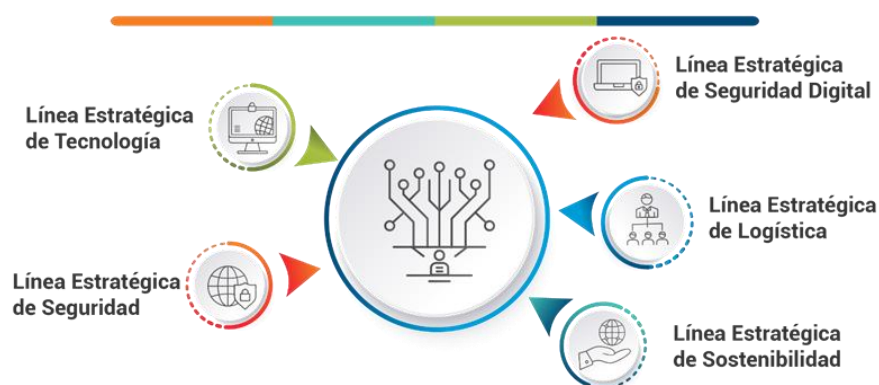 Línea Estratégica
de Tecnología
Línea Estratégica
de Seguridad
Línea Estratégica
de Seguridad Digital
Línea Estratégica
de Logística
Línea Estratégica
de Sostenibilidad